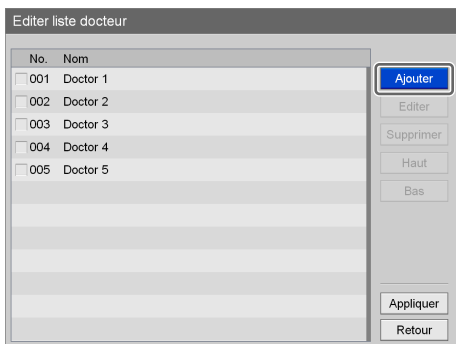 Editer liste docteur
No. Nom
001 Doctor 1
002 Doctor 2
003 Doctor 3
004 Doctor 4
005 Doctor 5
Ajouter
Editer
Supprimer
Haut
Bas
Appliquer
Retour